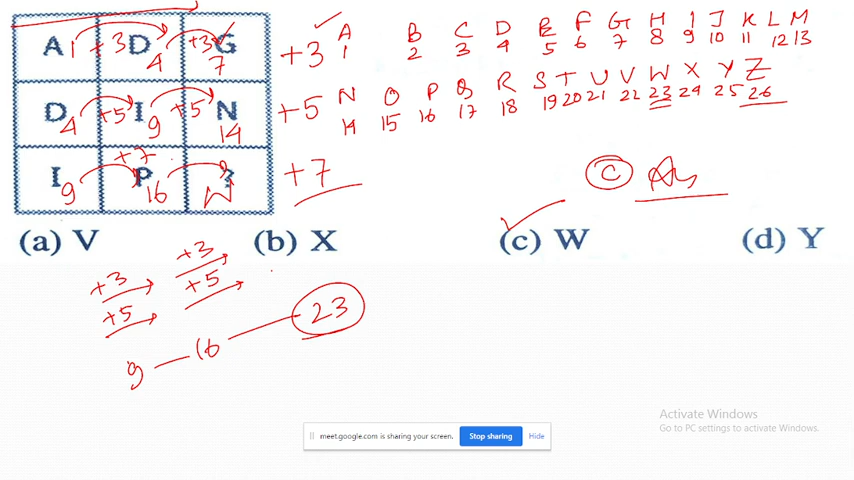 A 1 +3 D 4 +3 G 7 +3
D 4 +5 I 9 +5 N 14 +5
I 9 +7 P 16 ? W +7
A B C D E F G H I J K L M
1 2 3 4 5 6 7 8 9 10 11 12 13
N O P Q R S T U V W X Y Z
14 15 16 17 18 19 20 21 22 23 24 25 26
C Ans
(a) V (b) X (c) W (d) Y
+3 +3
+5 +5
9 — 16 — 23
Activate Windows
Go to PC settings to activate Windows.
meet.google.com is sharing your screen. Stop sharing Hide